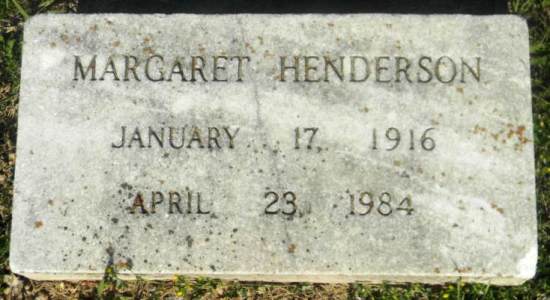 MARGARET HENDERSON
JANUARY 17, 1916
APRIL 23, 1984